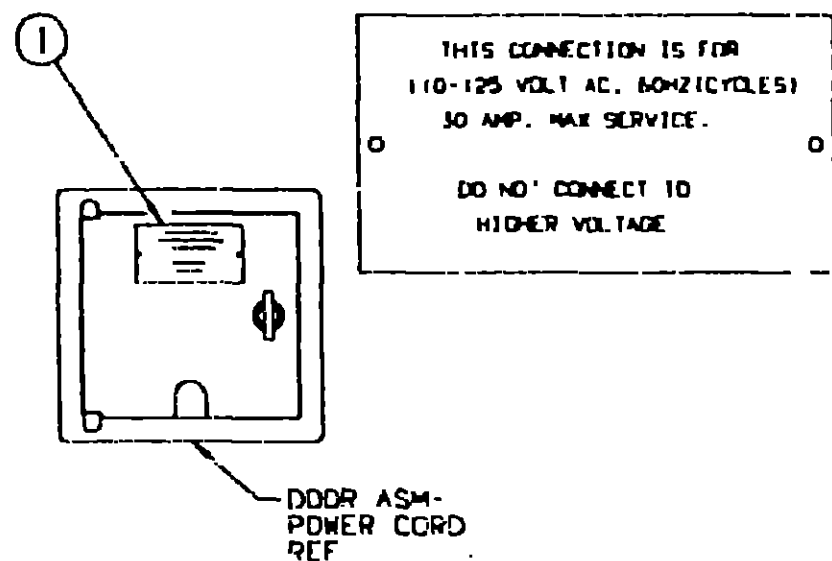 1
THIS CONNECTION IS FOR
110-125 VOLT AC, 60HZ(CYCLES)
30 AMP. MAX SERVICE.
DO NO' CONNECT TO
HIGHER VOLTAGE
DOOR ASM-
POWER CORD
REF